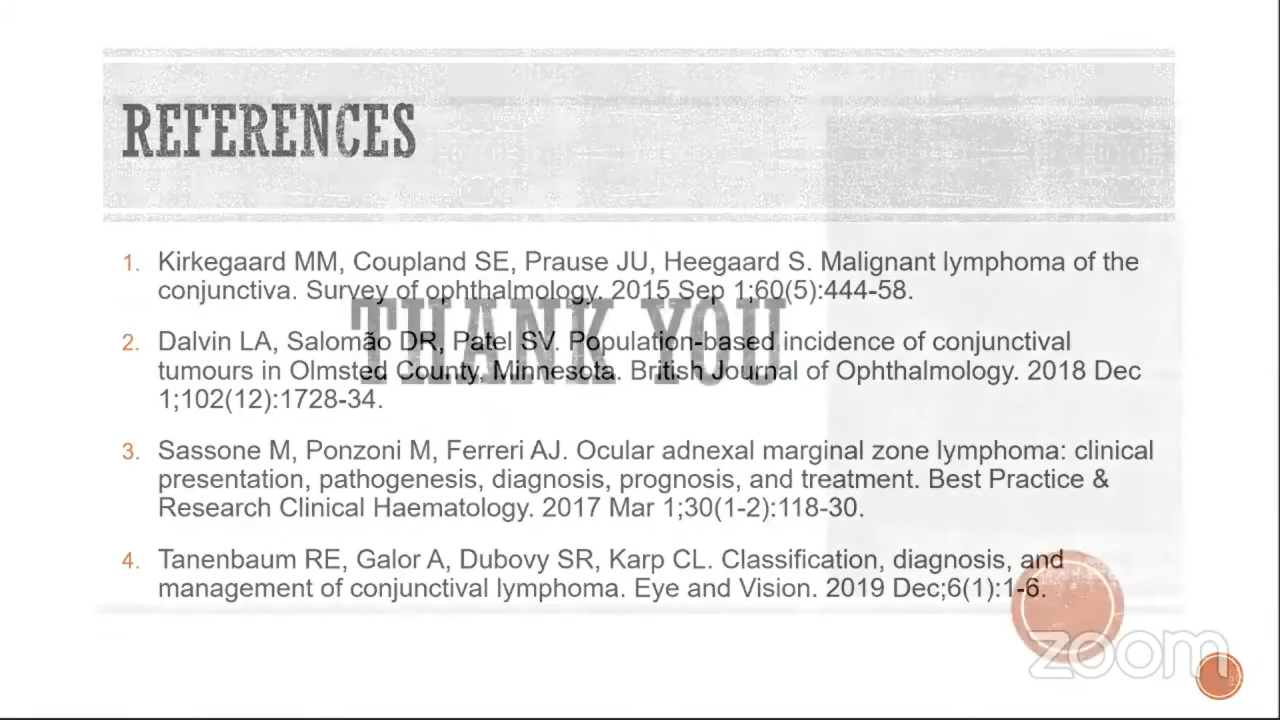 REFERENCES
1. Kirkegaard MM, Coupland SE, Prause JU, Heegaard S. Malignant lymphoma of the
conjunctiva. Survey of ophthalmology. 2015 Sep 1;60(5):444-58.
THANK YOU
2. Dalvin LA, Salomão DR, Patel SV. Population-based incidence of conjunctival
tumours in Olmsted County, Minnesota. British Journal of Ophthalmology. 2018 Dec
1;102(12):1728-34.
3. Sassone M, Ponzoni M, Ferreri AJ. Ocular adnexal marginal zone lymphoma: clinical
presentation, pathogenesis, diagnosis, prognosis, and treatment. Best Practice &
Research Clinical Haematology. 2017 Mar 1;30(1-2):118-30.
4. Tanenbaum RE, Galor A, Dubovy SR, Karp CL. Classification, diagnosis, and
management of conjunctival lymphoma. Eye and Vision. 2019 Dec;6(1):1-6.
zoom